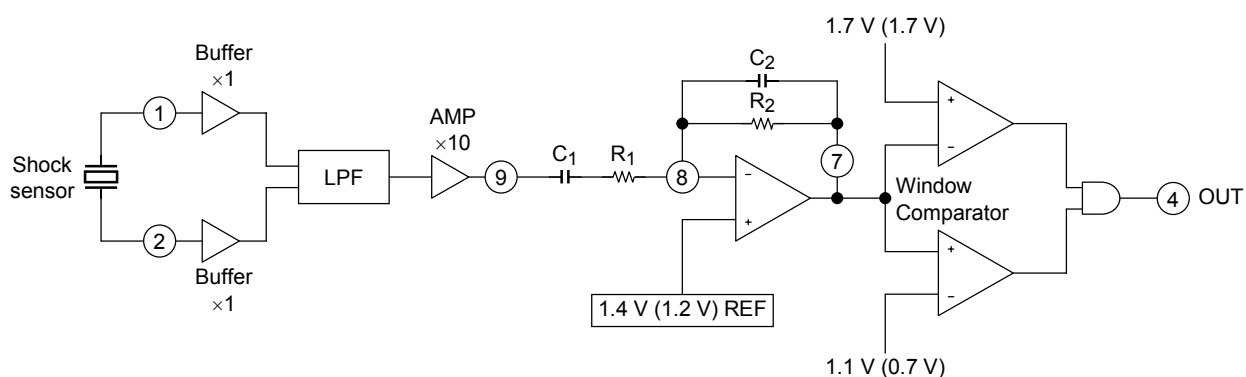 1.7 V (1.7 V)
Buffer
×1
C2
R2
AMP
×10
1
+
−
7
Shock
sensor
LPF
9
C1
R1
8
−
+
Window
Comparator
4
OUT
2
Buffer
×1
+
−
1.4 V (1.2 V) REF
1.1 V (0.7 V)